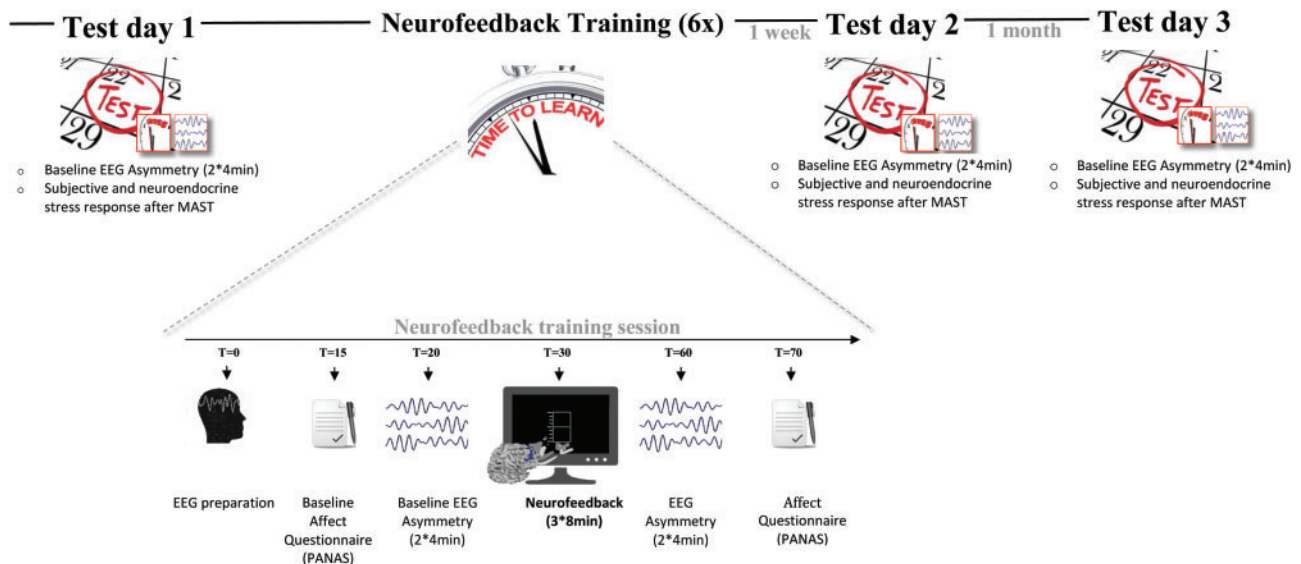 Test day 1
Neurofeedback Training (6x)
1 week
Test day 2
1 month
Test day 3
22
2
TEST
29
TIME TO LEARN
22
2
TEST
29
22
2
TEST
29
○ Baseline EEG Asymmetry (2*4min)
○ Subjective and neuroendocrine
stress response after MAST
○ Baseline EEG Asymmetry (2*4min)
○ Subjective and neuroendocrine
stress response after MAST
○ Baseline EEG Asymmetry (2*4min)
○ Subjective and neuroendocrine
stress response after MAST
Neurofeedback training session
T=0
T=15
T=20
T=30
T=60
T=70
EEG preparation
Baseline
Affect
Questionnaire
(PANAS)
Baseline EEG
Asymmetry
(2*4min)
Neurofeedback
(3*8min)
EEG
Asymmetry
(2*4min)
Affect
Questionnaire
(PANAS)